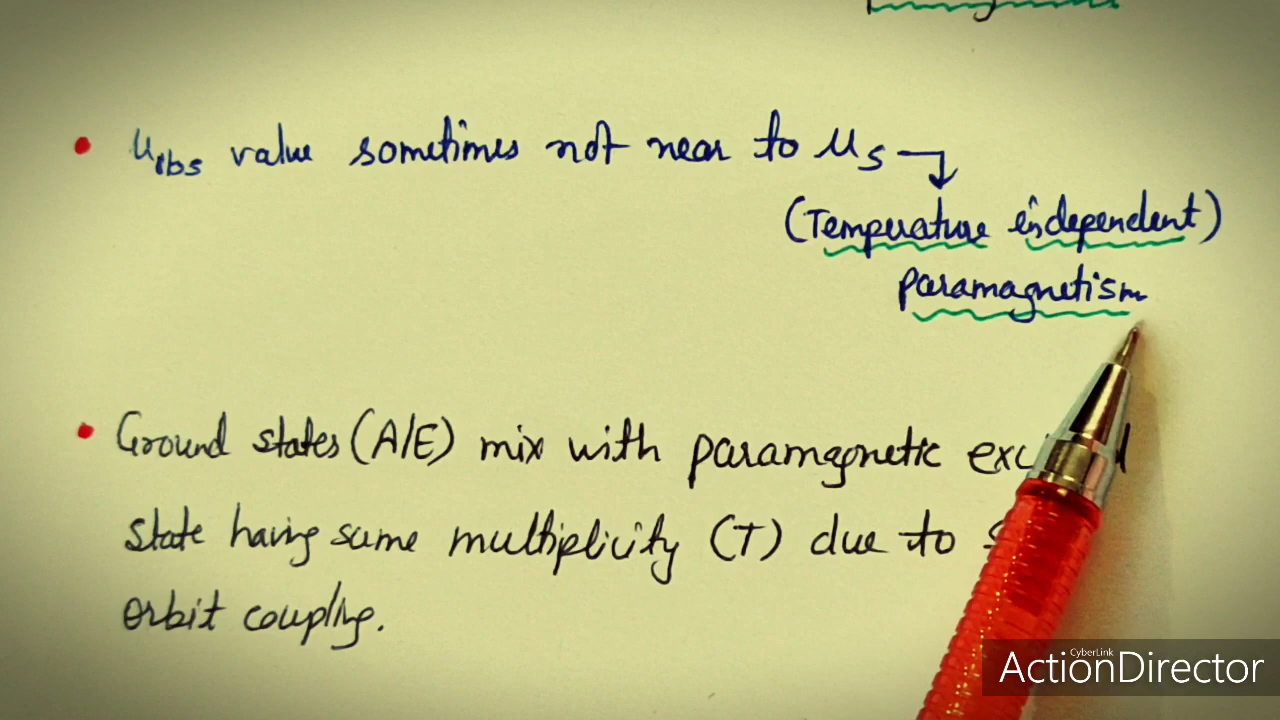 • μobs value sometimes not near to μs
(Temperature independent)
paramagnetism
• Ground states (A/E) mix with paramagnetic
state having same multiplicity (T) due to
orbit coupling.
CyberLink
ActionDirector